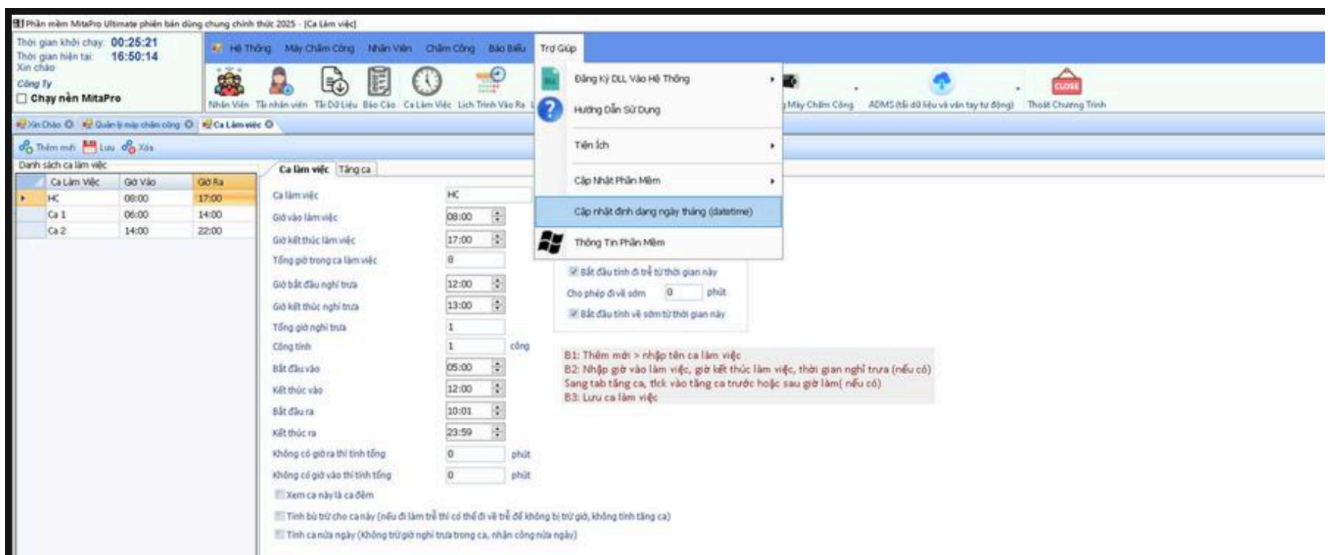 Phần mềm MitaPro Ultimate phiên bản dùng chung chính thức 2025 - [Ca Làm việc]
Thời gian khởi chạy: 00:25:21
Thời gian hiện tại: 16:50:14
Xin chào
Công Ty
Chạy nền MitaPro
Hệ Thống Máy Chấm Công Nhân Viên Chấm Công Báo Biểu Trợ Giúp
Nhân Viên Tải nhân viên Tải Dữ Liệu Báo Cáo Ca Làm Việc Lịch Trình Vào Ra
Máy Chấm Công ADMS (tải dữ liệu và vân tay tự động) Thoát Chương Trình
CLOSE
Đăng Ký DLL Vào Hệ Thống
Hướng Dẫn Sử Dụng
Tiện Ích
Cập Nhật Phần Mềm
Cập nhật định dạng ngày tháng (datetime)
Thông Tin Phần Mềm
Xin Chào Quản lý máy chấm công Ca Làm việc
Thêm mới Lưu Xóa
Danh sách ca làm việc
Ca Làm Việc Giờ Vào Giờ Ra
HC 08:00 17:00
Ca 1 06:00 14:00
Ca 2 14:00 22:00
Ca làm việc Tăng ca
Ca làm việc HC
Giờ vào làm việc 08:00
Giờ kết thúc làm việc 17:00
Tổng giờ trong ca làm việc 8
Giờ bắt đầu nghỉ trưa 12:00
Giờ kết thúc nghỉ trưa 13:00
Tổng giờ nghỉ trưa 1
Công tính 1 công
Bắt đầu vào 05:00
Kết thúc vào 12:00
Bắt đầu ra 10:01
Kết thúc ra 23:59
Không có giờ ra thì tính tổng 0 phút
Không có giờ vào thì tính tổng 0 phút
Xem ca này là ca đêm
Tính bù trừ cho ca này (nếu đi làm trễ thì có thể đi về trễ để không bị trừ giờ, không tính tăng ca)
Tính ca nửa ngày (Không trừ giờ nghỉ trưa trong ca, nhận công nửa ngày)
Bắt đầu tính đi trễ từ thời gian này
Cho phép đi về sớm 0 phút
Bắt đầu tính về sớm từ thời gian này
B1: Thêm mới > nhập tên ca làm việc
B2: Nhập giờ vào làm việc, giờ kết thúc làm việc, thời gian nghỉ trưa (nếu có)
Sang tab tăng ca, tick vào tăng ca trước hoặc sau giờ làm( nếu có)
B3: Lưu ca làm việc